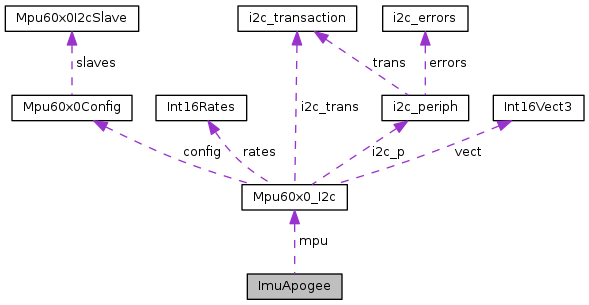 Mpu60x0I2cSlave
i2c_transaction
i2c_errors
slaves
trans
errors
Mpu60x0Config
Int16Rates
i2c_trans
i2c_periph
Int16Vect3
config
rates
i2c_p
vect
Mpu60x0_I2c
mpu
ImuApogee